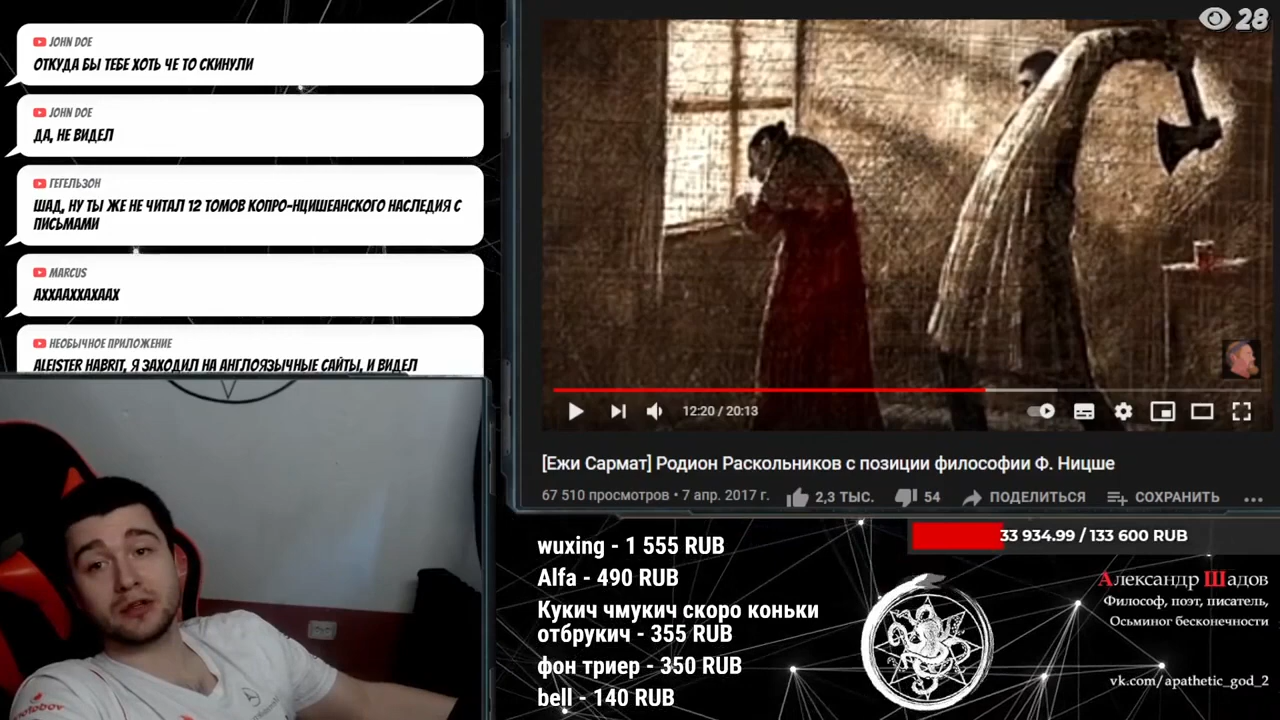 JOHN DOE
ОТКУДА БЫ ТЕБЕ ХОТЬ ЧЕ ТО СКИНУЛИ
JOHN DOE
ДА, НЕ ВИДЕЛ
ГЕГЕЛЬЗОН
ШАД, НУ ТЫ ЖЕ НЕ ЧИТАЛ 12 ТОМОВ КОПРО-НЦИШЕАНСКОГО НАСЛЕДИЯ С
ПИСЬМАМИ
MARCUS
АХХААХХАХААХ
НЕОБЫЧНОЕ ПРИЛОЖЕНИЕ
ALEISTER HABRIT, Я ЗАХОДИЛ НА АНГЛОЯЗЫЧНЫЕ САЙТЫ, И ВИДЕЛ
28
12:20 / 20:13
[Ежи Сармат] Родион Раскольников с позиции философии Ф. Ницше
67 510 просмотров • 7 апр. 2017 г.
2,3 ТЫС.
54
ПОДЕЛИТЬСЯ
СОХРАНИТЬ
wuxing - 1 555 RUB
Alfa - 490 RUB
Кукич чмукич скоро коньки
отбрукич - 355 RUB
фон триер - 350 RUB
bell - 140 RUB
33 934.99 / 133 600 RUB
Александр Шадов
Философ, поэт, писатель,
Осьминог бесконечности
vk.com/apathetic_god_2